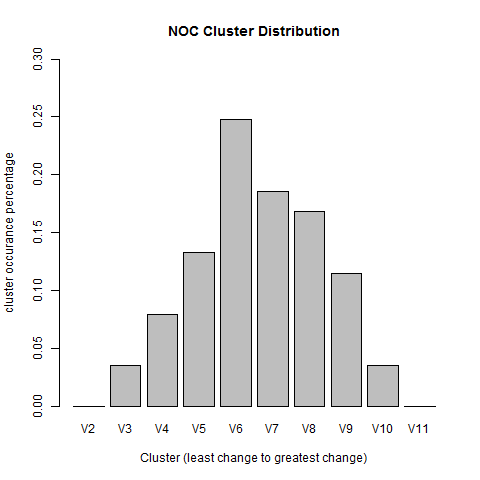 NOC Cluster Distribution
cluster occurance percentage
0.30
0.25
0.20
0.15
0.10
0.05
0.00
V2 V3 V4 V5 V6 V7 V8 V9 V10 V11
Cluster (least change to greatest change)